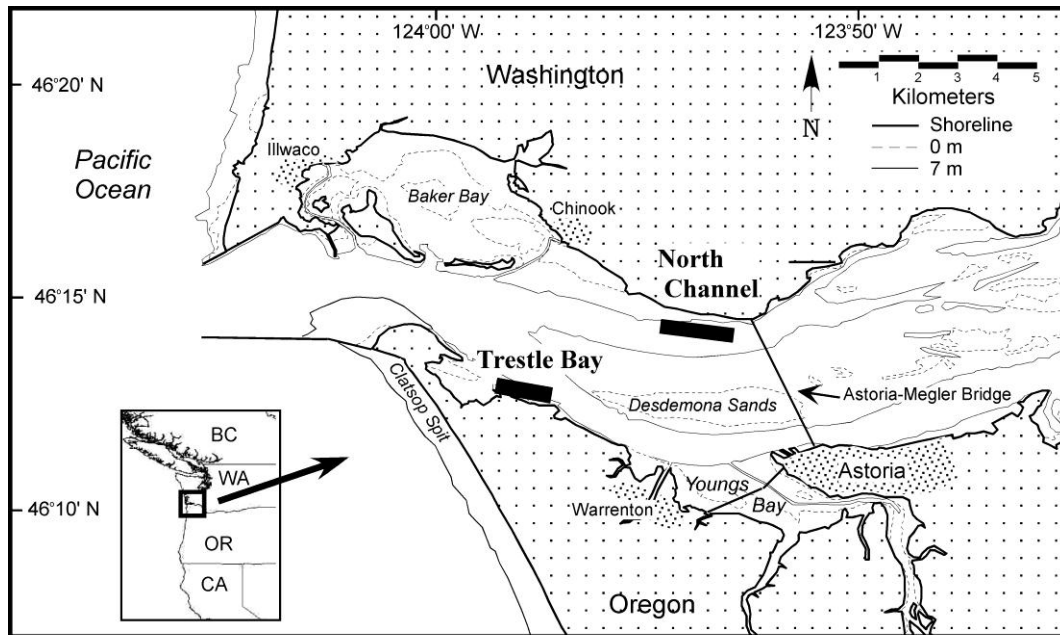 124°00' W
123°50' W
46°20' N
46°15' N
46°10' N
Washington
Pacific
Ocean
Illwaco
Baker Bay
Chinook
N
1 2 3 4 5
Kilometers
Shoreline
0 m
7 m
North
Channel
Trestle Bay
Clatsop Spit
Desdemona Sands
Astoria-Megler Bridge
Astoria
Youngs
Bay
Warrenton
Oregon
BC
WA
OR
CA